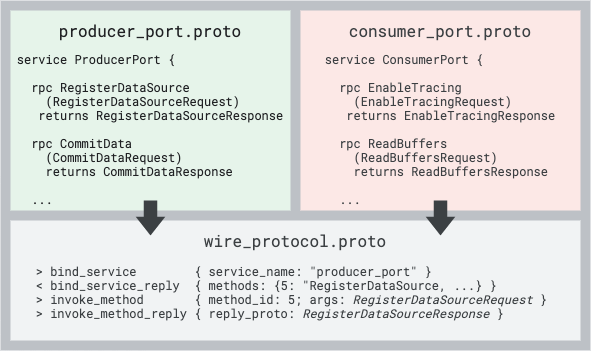 producer_port.proto
service ProducerPort {
rpc RegisterDataSource
(RegisterDataSourceRequest)
returns RegisterDataSourceResponse
rpc CommitData
(CommitDataRequest)
returns CommitDataResponse
...
consumer_port.proto
service ConsumerPort {
rpc EnableTracing
(EnableTracingRequest)
returns EnableTracingResponse
rpc ReadBuffers
(ReadBuffersRequest)
returns ReadBuffersResponse
...
wire_protocol.proto
> bind_service { service_name: "producer_port" }
< bind_service_reply { methods: {5: "RegisterDataSource, ...} }
> invoke_method { method_id: 5; args: RegisterDataSourceRequest }
> invoke_method_reply { reply_proto: RegisterDataSourceResponse }